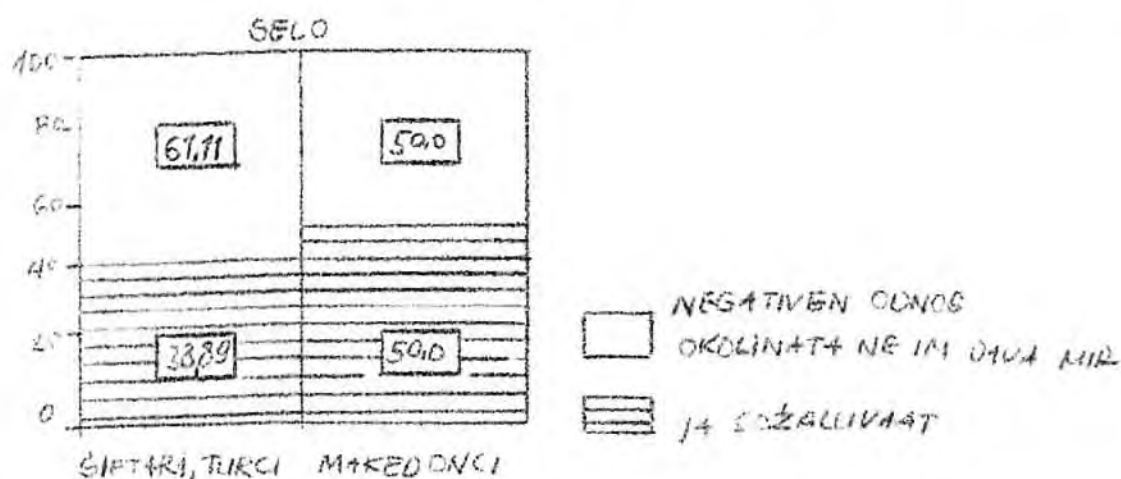 SELO
100
80
61.11 50.0
60
40
20
38.89 50.0
0
ŠIPTARI, TURCI MAKEDONCI
NEGATIVEN ODNOS
OKOLINATA NE IM DAVA MIR
JA SOŽALUVAAT